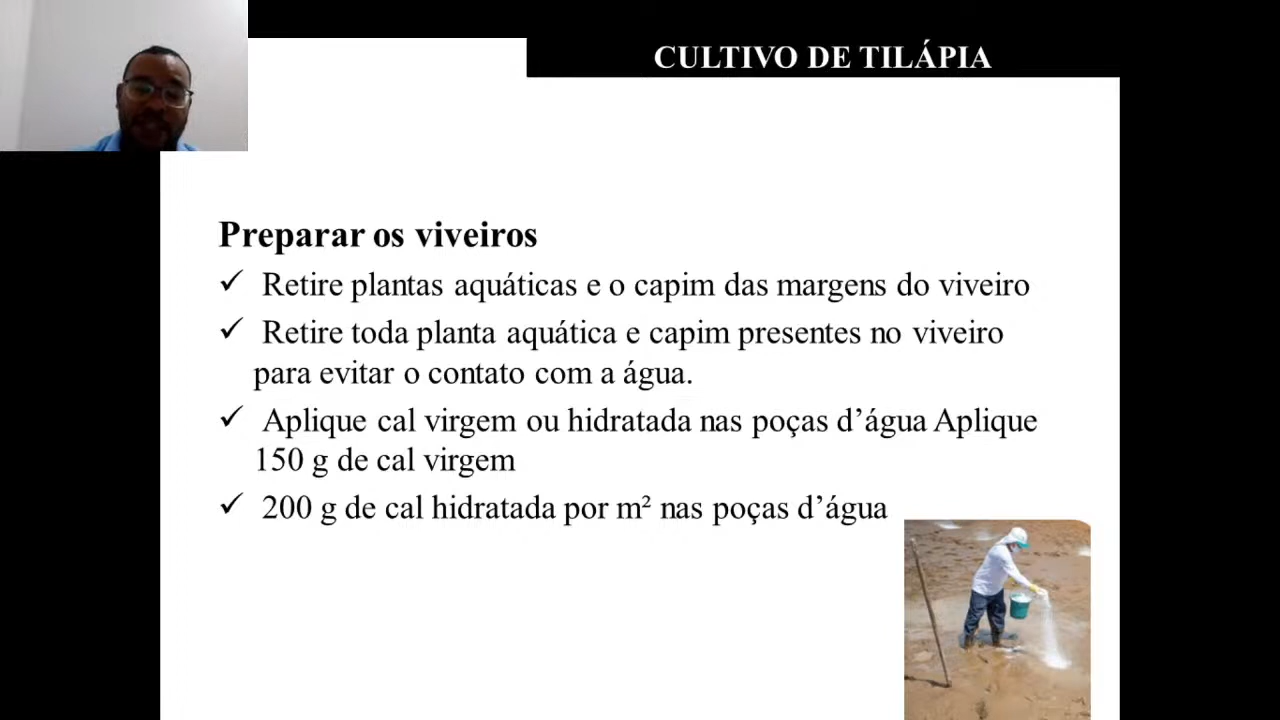 CULTIVO DE TILÁPIA
Preparar os viveiros
✓ Retire plantas aquáticas e o capim das margens do viveiro
✓ Retire toda planta aquática e capim presentes no viveiro
para evitar o contato com a água.
✓ Aplique cal virgem ou hidratada nas poças d’água Aplique
150 g de cal virgem
✓ 200 g de cal hidratada por m² nas poças d’água